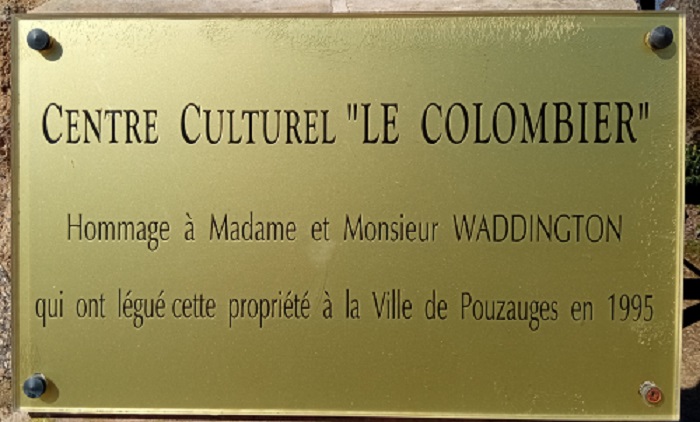 CENTRE CULTUREL "LE COLOMBIER"
Hommage à Madame et Monsieur WADDINGTON
qui ont légué cette propriété à la Ville de Pouzauges en 1995